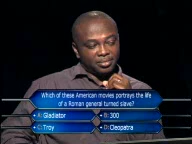 Which of these American movies portrays the life
of a Roman general turned slave?
A: Gladiator
B: 300
C: Troy
D: Cleopatra